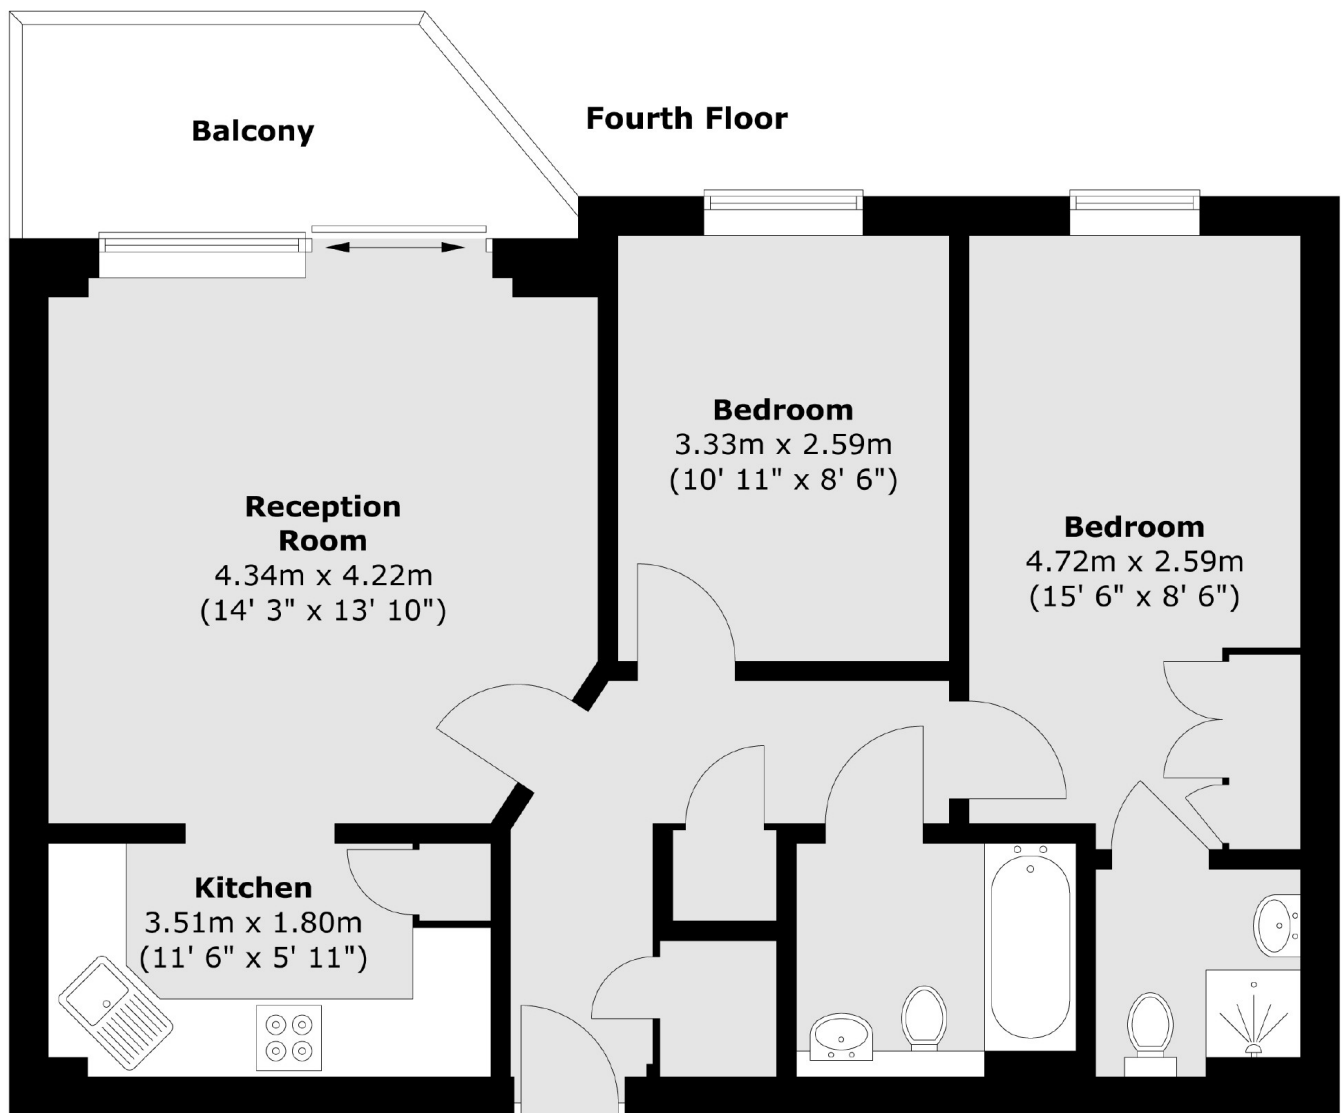 Balcony
Fourth Floor
Bedroom
3.33m x 2.59m
(10' 11" x 8' 6")
Reception
Room
4.34m x 4.22m
(14' 3" x 13' 10")
Bedroom
4.72m x 2.59m
(15' 6" x 8' 6")
Kitchen
3.51m x 1.80m
(11' 6" x 5' 11")